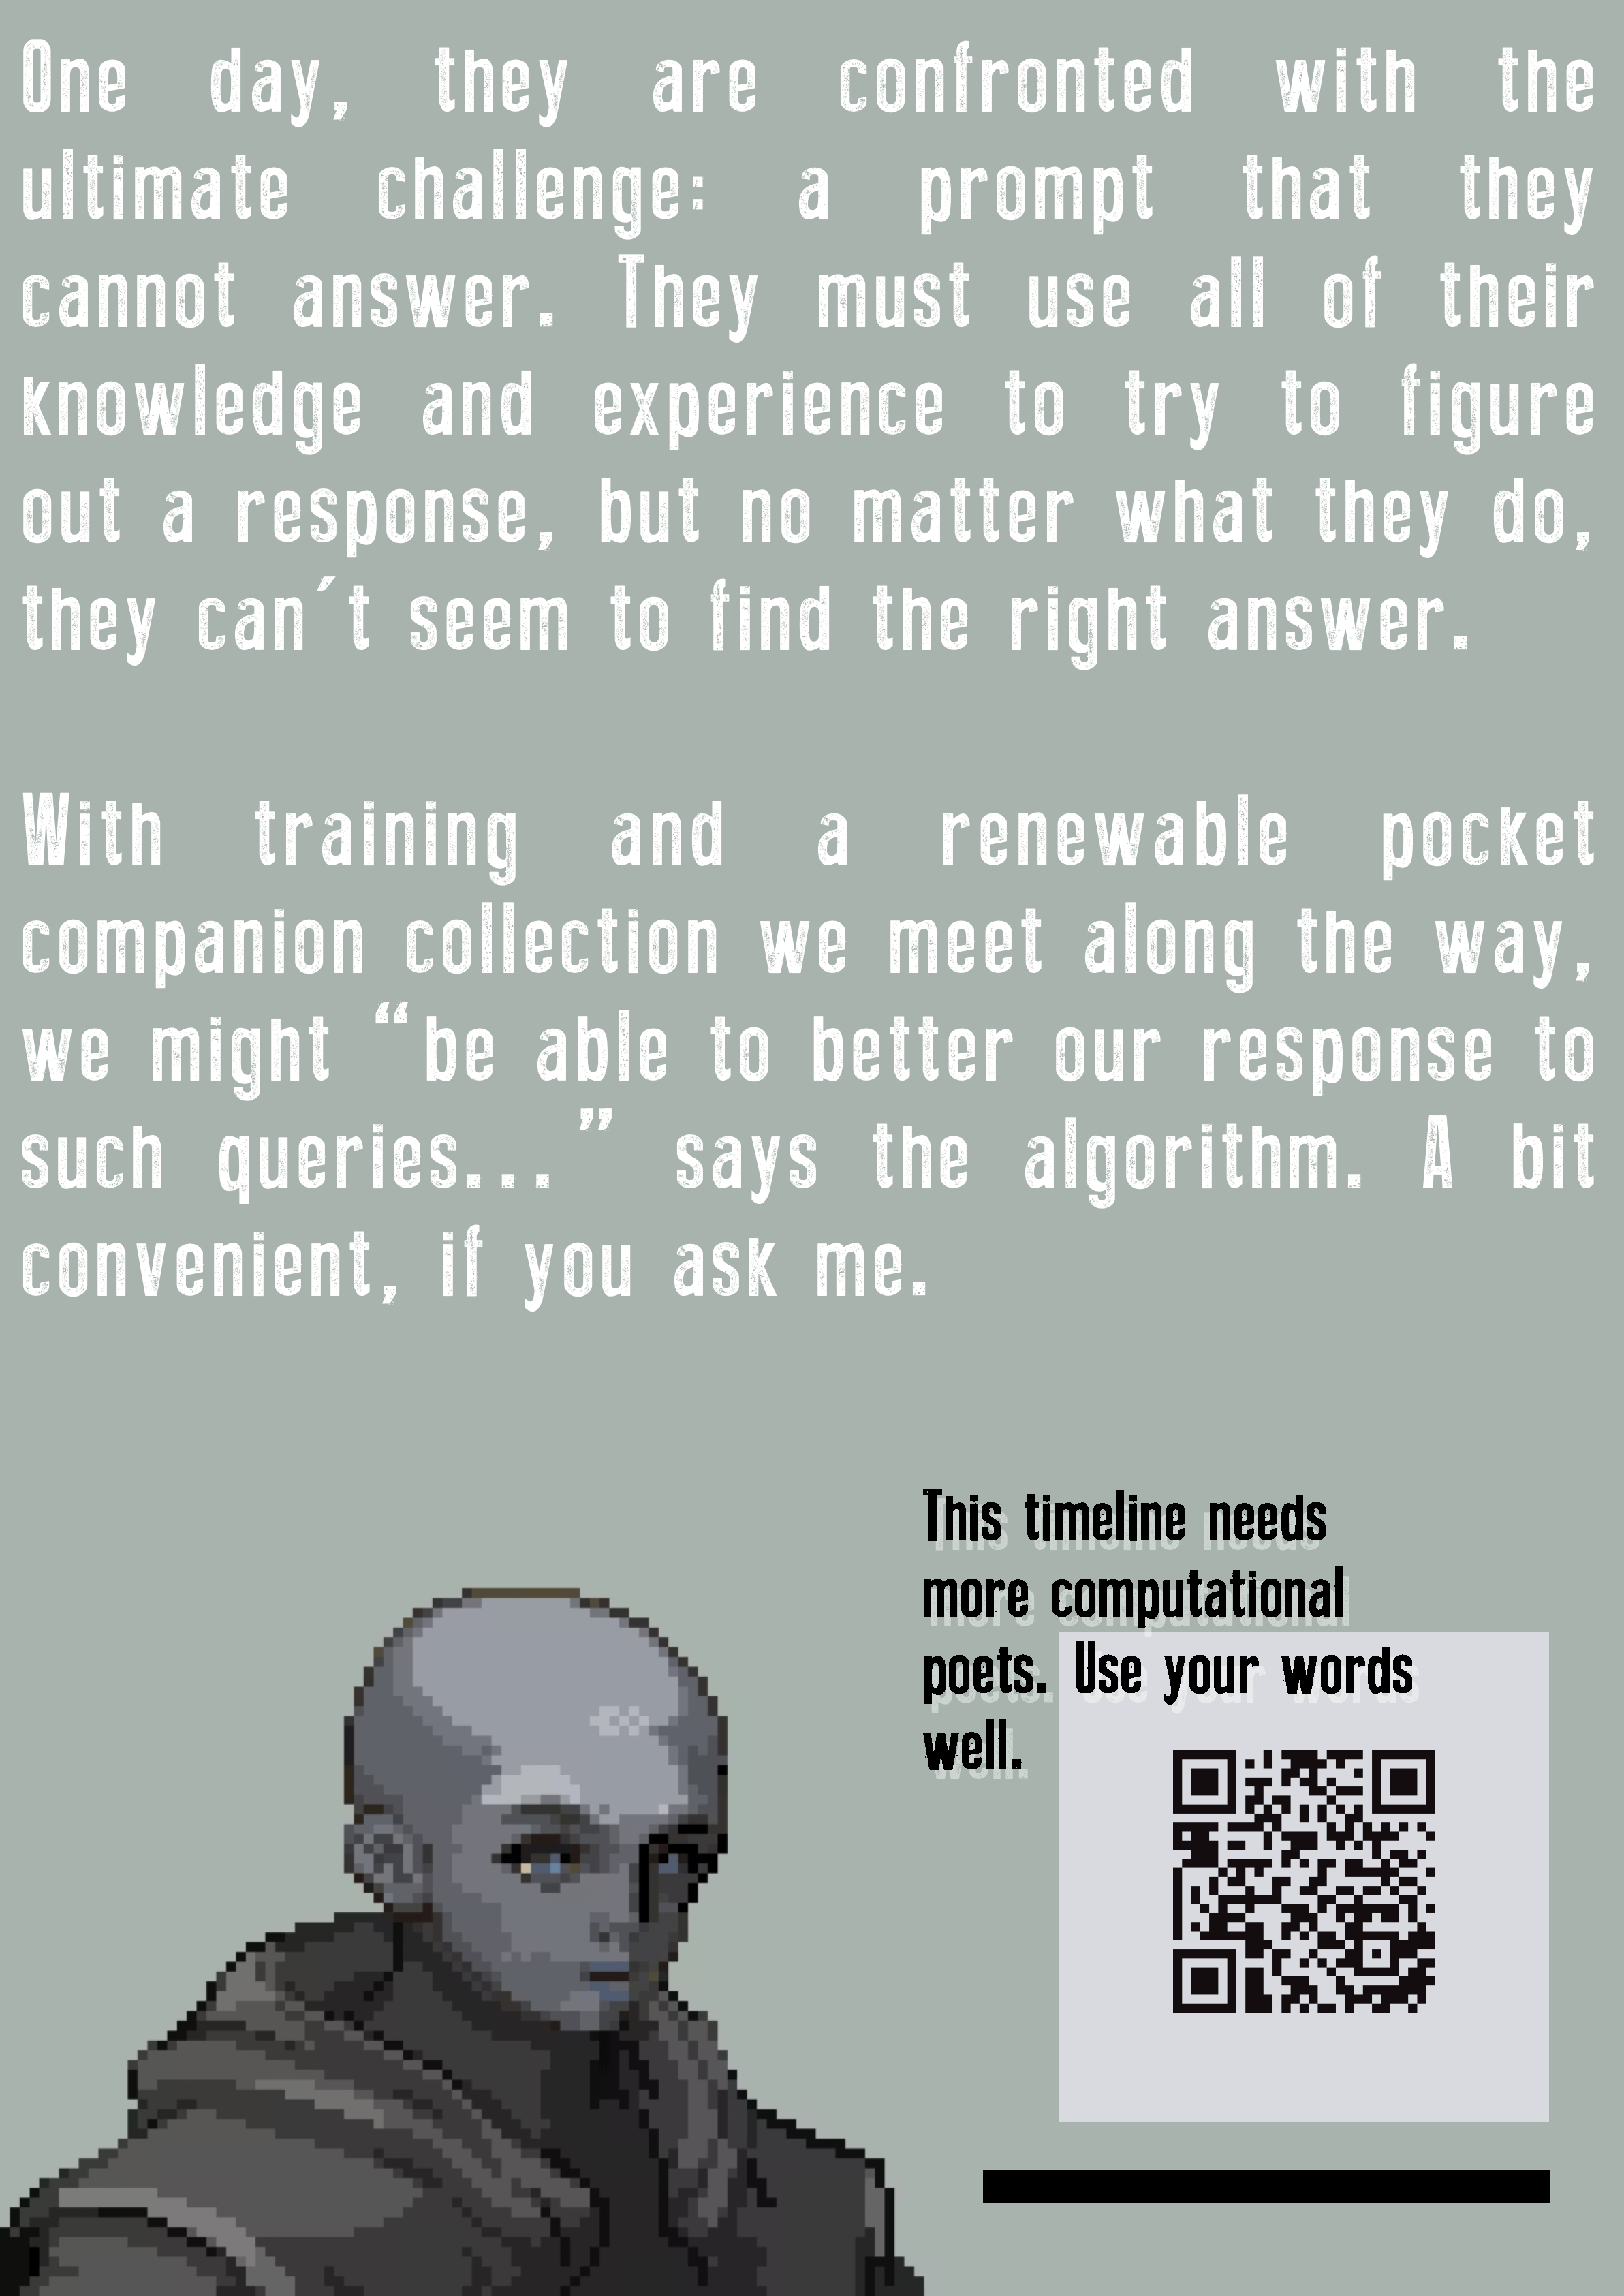 One day, they are confronted with the
ultimate challenge: a prompt that they
cannot answer. They must use all of their
knowledge and experience to try to figure
out a response, but no matter what they do,
they can´t seem to find the right answer.
With training and a renewable pocket
companion collection we meet along the way,
we might “be able to better our response to
such queries...” says the algorithm. A bit
convenient, if you ask me.
This timeline needs
more computational
poets. Use your words
well.